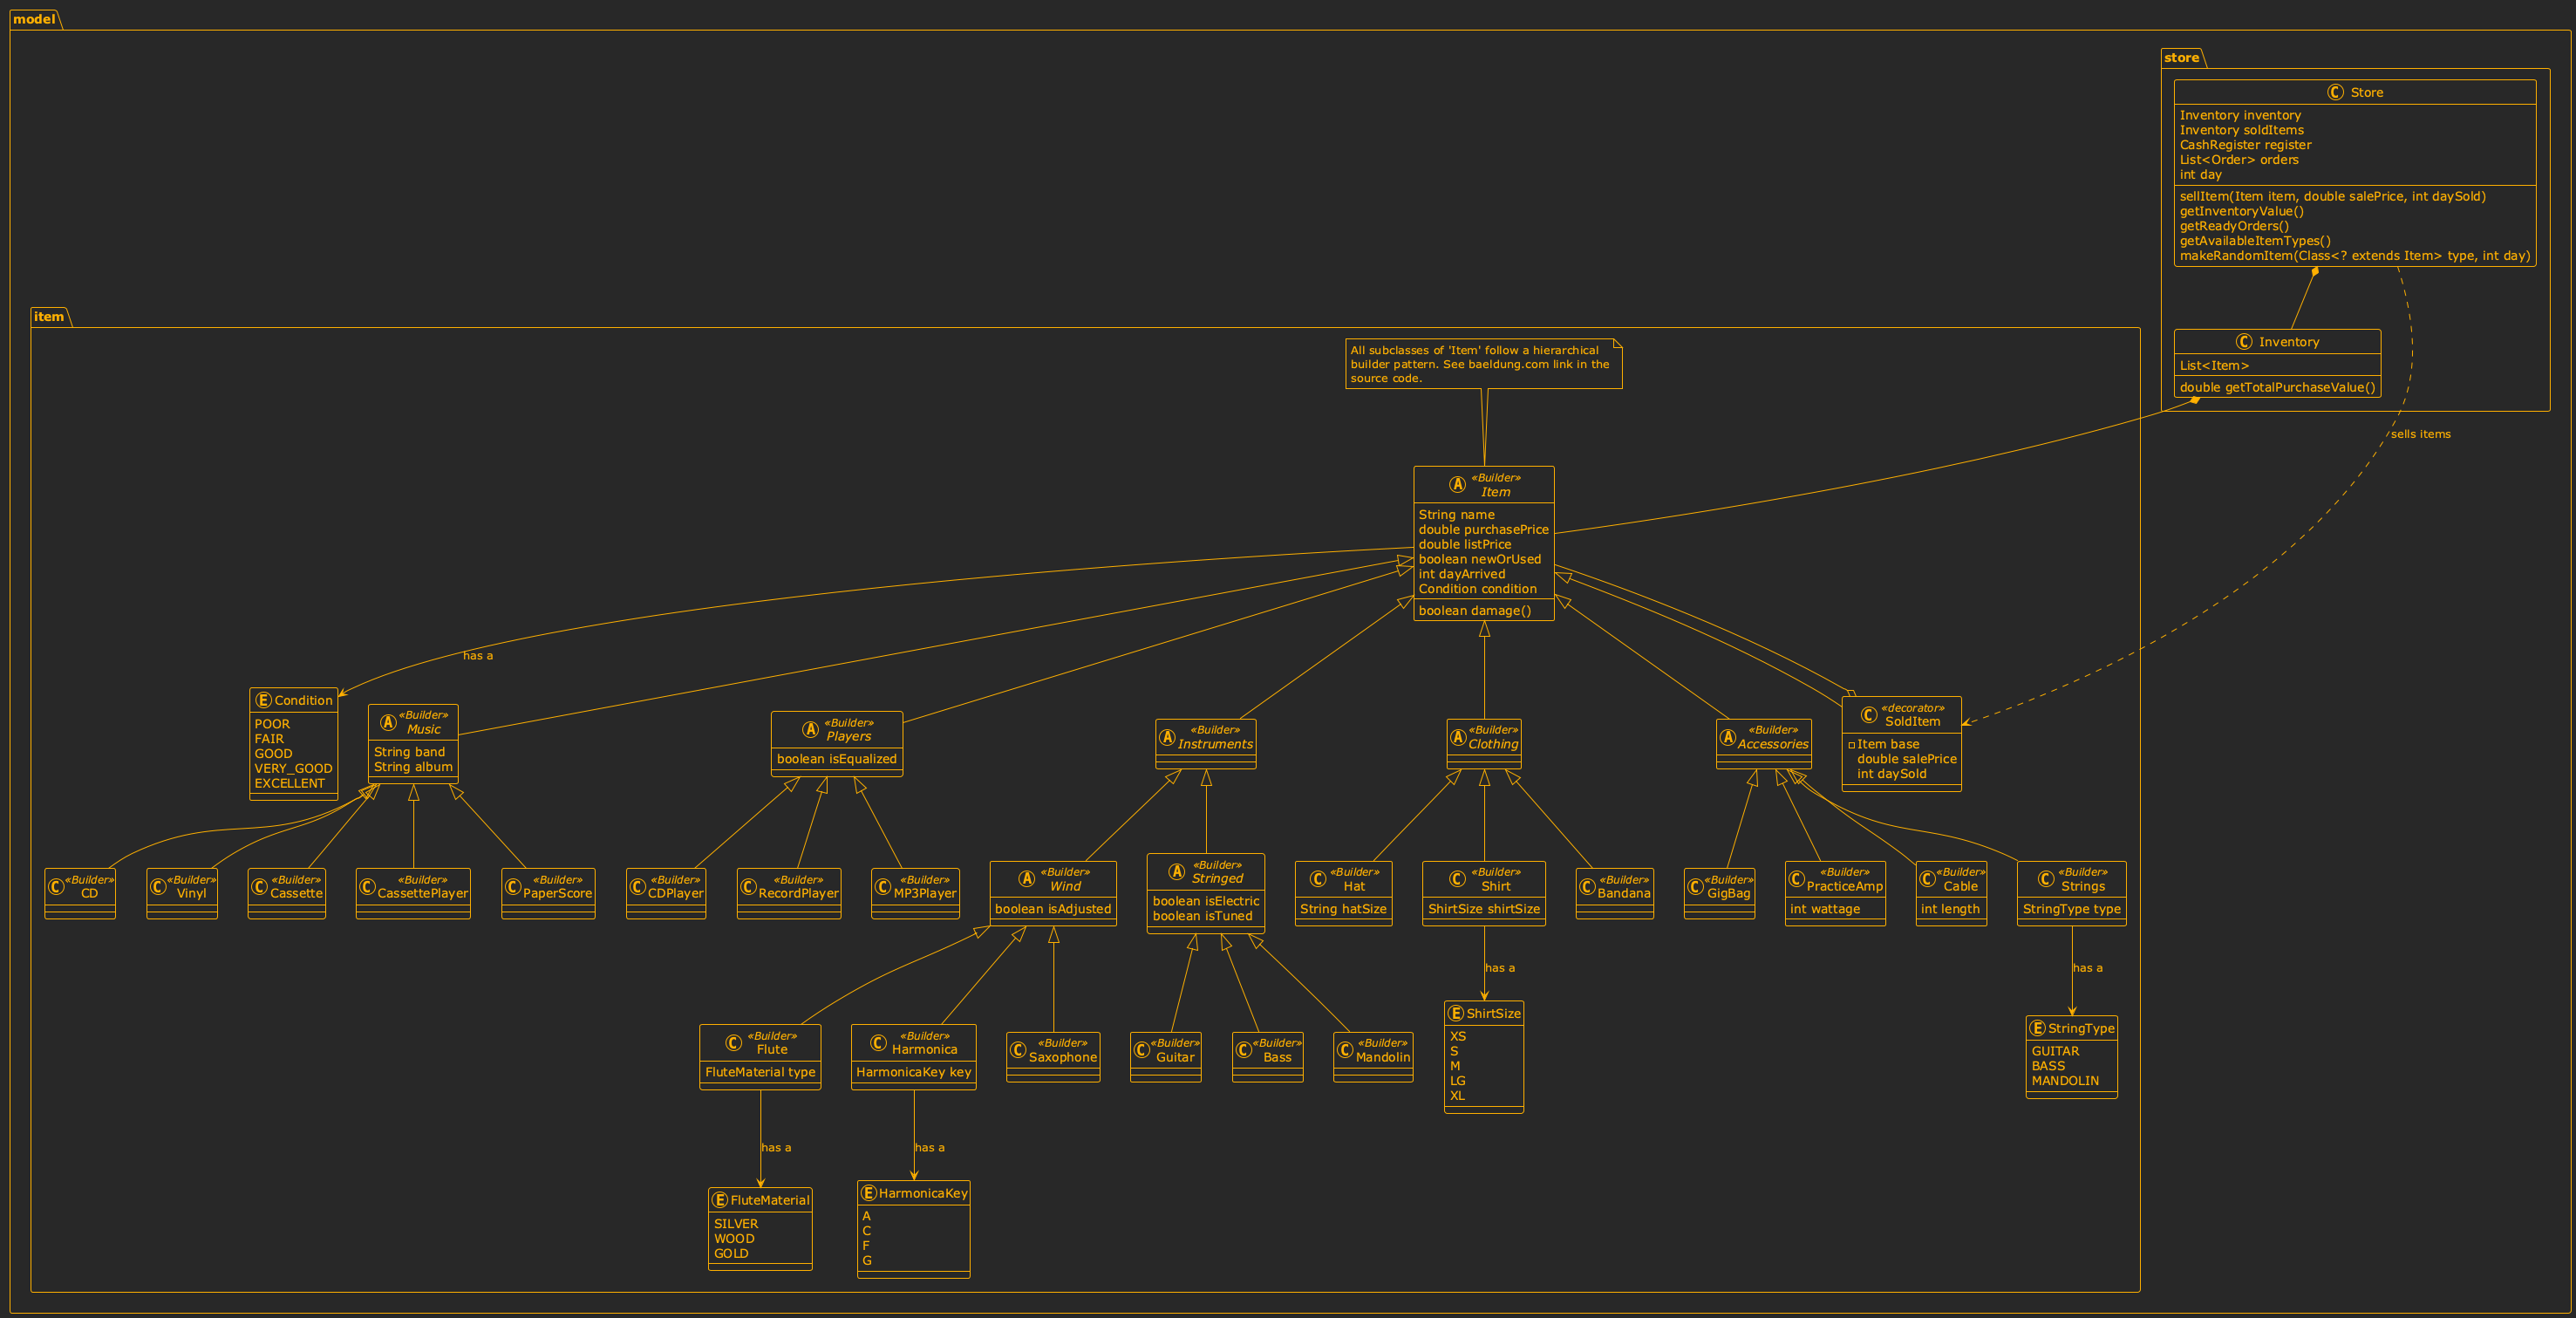 model
store
C Store
Inventory inventory
Inventory soldItems
CashRegister register
List<Order> orders
int day
sellItem(Item item, double salePrice, int daySold)
getInventoryValue()
getReadyOrders()
getAvailableItemTypes()
makeRandomItem(Class<? extends Item> type, int day)
C Inventory
List<Item>
double getTotalPurchaseValue()
sells items
item
All subclasses of 'Item' follow a hierarchical
builder pattern. See baeldung.com link in the
source code.
A «Builder»
Item
String name
double purchasePrice
double listPrice
boolean newOrUsed
int dayArrived
Condition condition
boolean damage()
has a
E Condition
POOR
FAIR
GOOD
VERY_GOOD
EXCELLENT
A «Builder»
Music
String band
String album
A «Builder»
Players
boolean isEqualized
A «Builder»
Instruments
A «Builder»
Clothing
A «Builder»
Accessories
C «decorator»
SoldItem
Item base
double salePrice
int daySold
C «Builder»
CD
C «Builder»
Vinyl
C «Builder»
Cassette
C «Builder»
CassettePlayer
C «Builder»
PaperScore
C «Builder»
CDPlayer
C «Builder»
RecordPlayer
C «Builder»
MP3Player
A «Builder»
Wind
boolean isAdjusted
A «Builder»
Stringed
boolean isElectric
boolean isTuned
C «Builder»
Hat
String hatSize
C «Builder»
Shirt
ShirtSize shirtSize
C «Builder»
Bandana
C «Builder»
GigBag
C «Builder»
PracticeAmp
int wattage
C «Builder»
Cable
int length
C «Builder»
Strings
StringType type
has a
has a
C «Builder»
Flute
FluteMaterial type
C «Builder»
Harmonica
HarmonicaKey key
C «Builder»
Saxophone
C «Builder»
Guitar
C «Builder»
Bass
C «Builder»
Mandolin
E ShirtSize
XS
S
M
LG
XL
E StringType
GUITAR
BASS
MANDOLIN
has a
has a
E FluteMaterial
SILVER
WOOD
GOLD
E HarmonicaKey
A
C
F
G